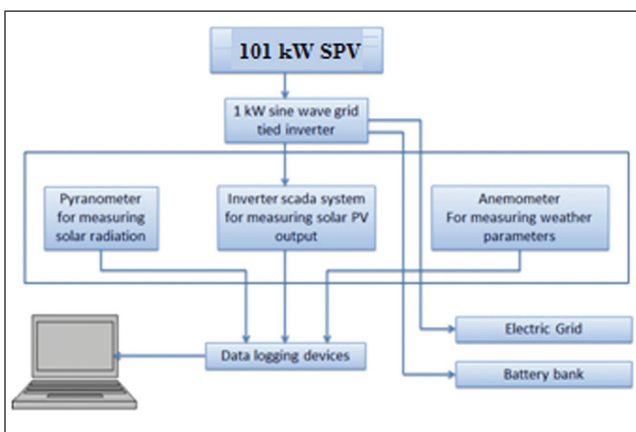 101 kW SPV
1 kW sine wave grid
tied inverter
Pyranometer
for measuring
solar radiation
Inverter scada system
for measuring solar PV
output
Anemometer
For measuring weather
parameters
Electric Grid
Data logging devices
Battery bank